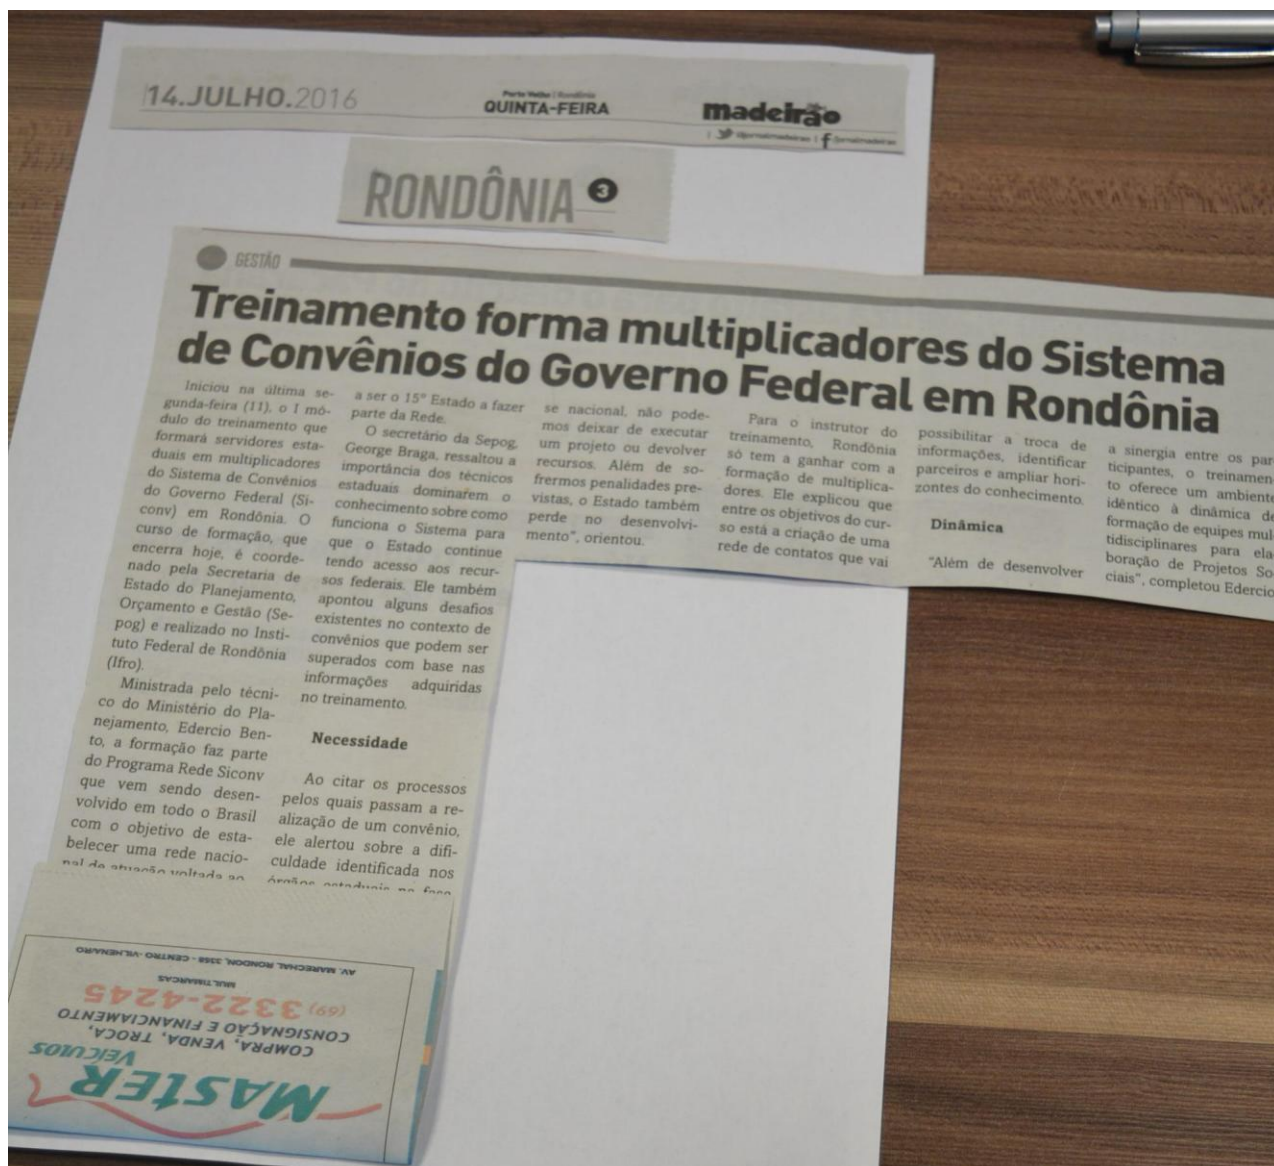 14.JULHO.2016
Porto Velho | Rondônia
QUINTA-FEIRA
madeirão
@jornalmadeirao | f /jornalmadeirao
RONDÔNIA 3
GESTÃO
Treinamento forma multiplicadores do Sistema
de Convênios do Governo Federal em Rondônia
Iniciou na última se-
gunda-feira (11), o I mó-
dulo do treinamento que
formará servidores esta-
duais em multiplicadores
do Sistema de Convênios
do Governo Federal (Si-
conv) em Rondônia. O
curso de formação, que
encerra hoje, é coorde-
nado pela Secretaria de
Estado do Planejamento,
Orçamento e Gestão (Se-
pog) e realizado no Insti-
tuto Federal de Rondônia
(Ifro).
Ministrada pelo técni-
co do Ministério do Pla-
nejamento, Edercio Ben-
to, a formação faz parte
do Programa Rede Siconv
que vem sendo desen-
volvido em todo o Brasil
com o objetivo de esta-
belecer uma rede nacio-
nal de atuação voltada ao
a ser o 15º Estado a fazer
parte da Rede.
O secretário da Sepog,
George Braga, ressaltou a
importância dos técnicos
estaduais dominarem o
conhecimento sobre como
funciona o Sistema para
que o Estado continue
tendo acesso aos recur-
sos federais. Ele também
apontou alguns desafios
existentes no contexto de
convênios que podem ser
superados com base nas
informações adquiridas
no treinamento.
Necessidade
Ao citar os processos
pelos quais passam a re-
alização de um convênio,
ele alertou sobre a difi-
culdade identificada nos
órgãos estaduais na fase
se nacional, não pode-
mos deixar de executar
um projeto ou devolver
recursos. Além de so-
frermos penalidades pre-
vistas, o Estado também
perde no desenvolvi-
mento", orientou.
Para o instrutor do
treinamento, Rondônia
só tem a ganhar com a
formação de multiplica-
dores. Ele explicou que
entre os objetivos do cur-
so está a criação de uma
rede de contatos que vai
possibilitar a troca de
informações, identificar
parceiros e ampliar hori-
zontes do conhecimento.
Dinâmica
"Além de desenvolver
a sinergia entre os par-
ticipantes, o treinamen-
to oferece um ambiente
idêntico à dinâmica de
formação de equipes mul-
tidisciplinares para ela-
boração de Projetos So-
ciais", completou Edercio
MASTER
VEÍCULOS
COMPRA, VENDA, TROCA,
CONSIGNAÇÃO E FINANCIAMENTO
(69) 3322-4245
MULTIMARCAS
AV. MARECHAL RONDON, 3568 - CENTRO - VILHENA/RO